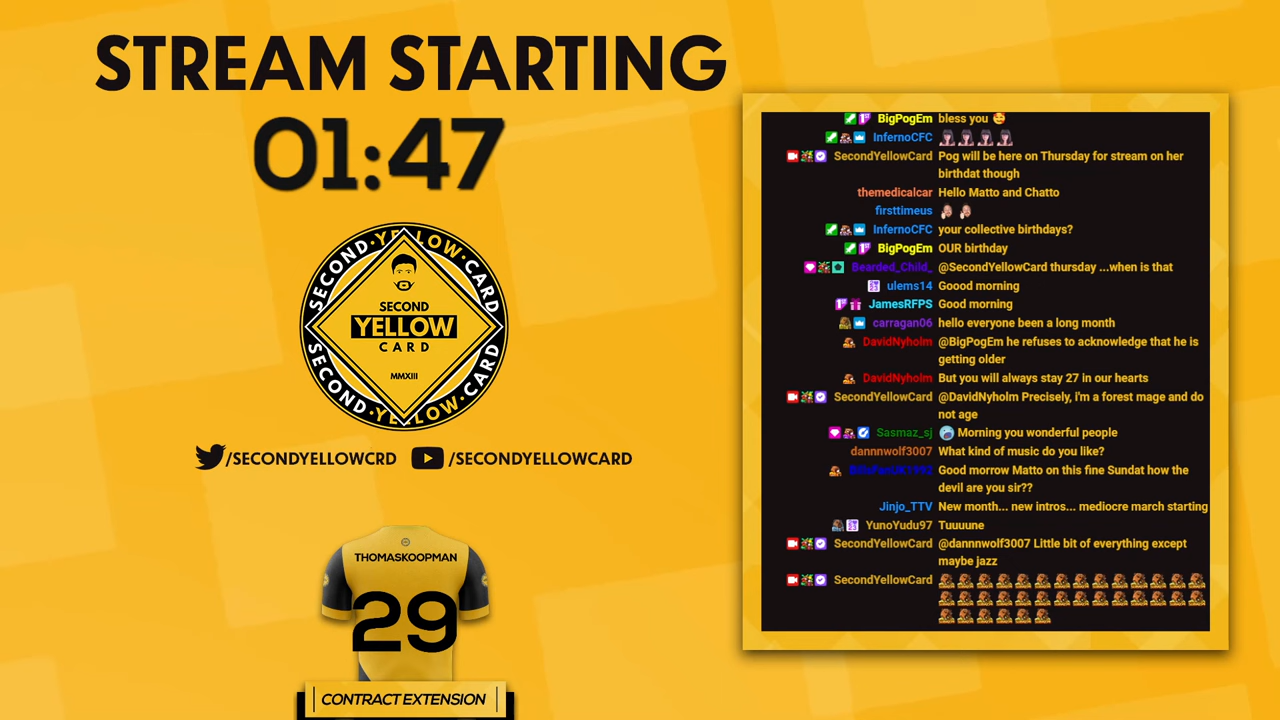 STREAM STARTING
01:47
SECOND·YELLOW·CARD
SECOND
YELLOW
CARD
MMXIII
SECOND·YELLOW·CARD
/SECONDYELLOWCRD
/SECONDYELLOWCARD
THOMASKOOPMAN
29
CONTRACT EXTENSION
BigPogEm bless you
InfernoCFC
SecondYellowCard Pog will be here on Thursday for stream on her
birthdat though
themedicalcar Hello Matto and Chatto
firsttimeus
InfernoCFC your collective birthdays?
BigPogEm OUR birthday
Bearded_Child_ @SecondYellowCard thursday ...when is that
ulems14 Goood morning
JamesRFPS Good morning
carragan06 hello everyone been a long month
DavidNyholm @BigPogEm he refuses to acknowledge that he is
getting older
DavidNyholm But you will always stay 27 in our hearts
SecondYellowCard @DavidNyholm Precisely, i'm a forest mage and do
not age
Sasmaz_sj Morning you wonderful people
dannnwolf3007 What kind of music do you like?
Good morrow Matto on this fine Sundat how the
devil are you sir??
Jinjo_TTV New month... new intros... mediocre march starting
YunoYudu97 Tuuuune
SecondYellowCard @dannnwolf3007 Little bit of everything except
maybe jazz
SecondYellowCard